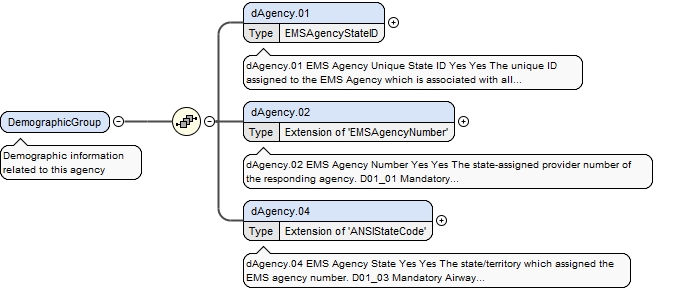 dAgency.01
Type EMSAgencyStateID
dAgency.01 EMS Agency Unique State ID Yes Yes The unique ID
assigned to the EMS Agency which is associated with all...
DemographicGroup
Demographic information
related to this agency
dAgency.02
Type Extension of 'EMSAgencyNumber'
dAgency.02 EMS Agency Number Yes Yes The state-assigned provider number of
the responding agency. D01_01 Mandatory...
dAgency.04
Type Extension of 'ANSIStateCode'
dAgency.04 EMS Agency State Yes Yes The state/territory which assigned the
EMS agency number. D01_03 Mandatory Airway...